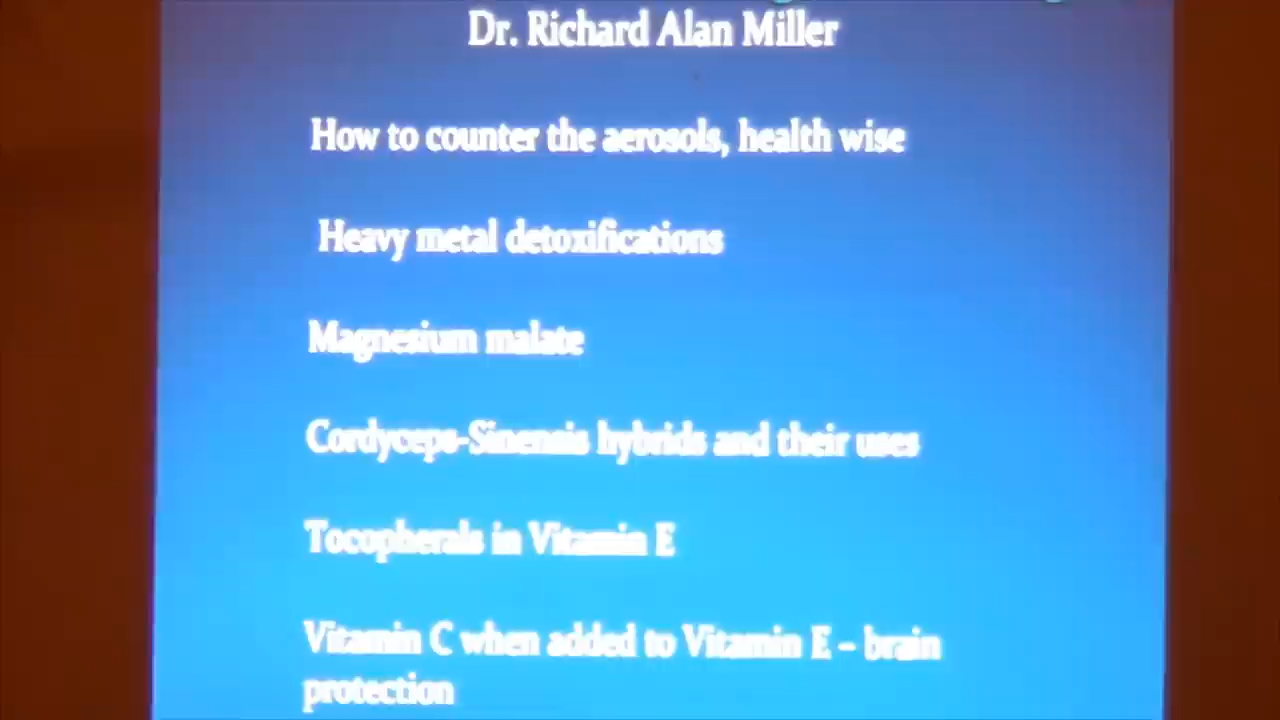 Dr. Richard Alan Miller
How to counter the aerosols, health wise
Heavy metal detoxifications
Magnesium malate
Cordyceps-Sinensis hybrids and their uses
Tocopherals in Vitamin E
Vitamin C when added to Vitamin E – brain
protection